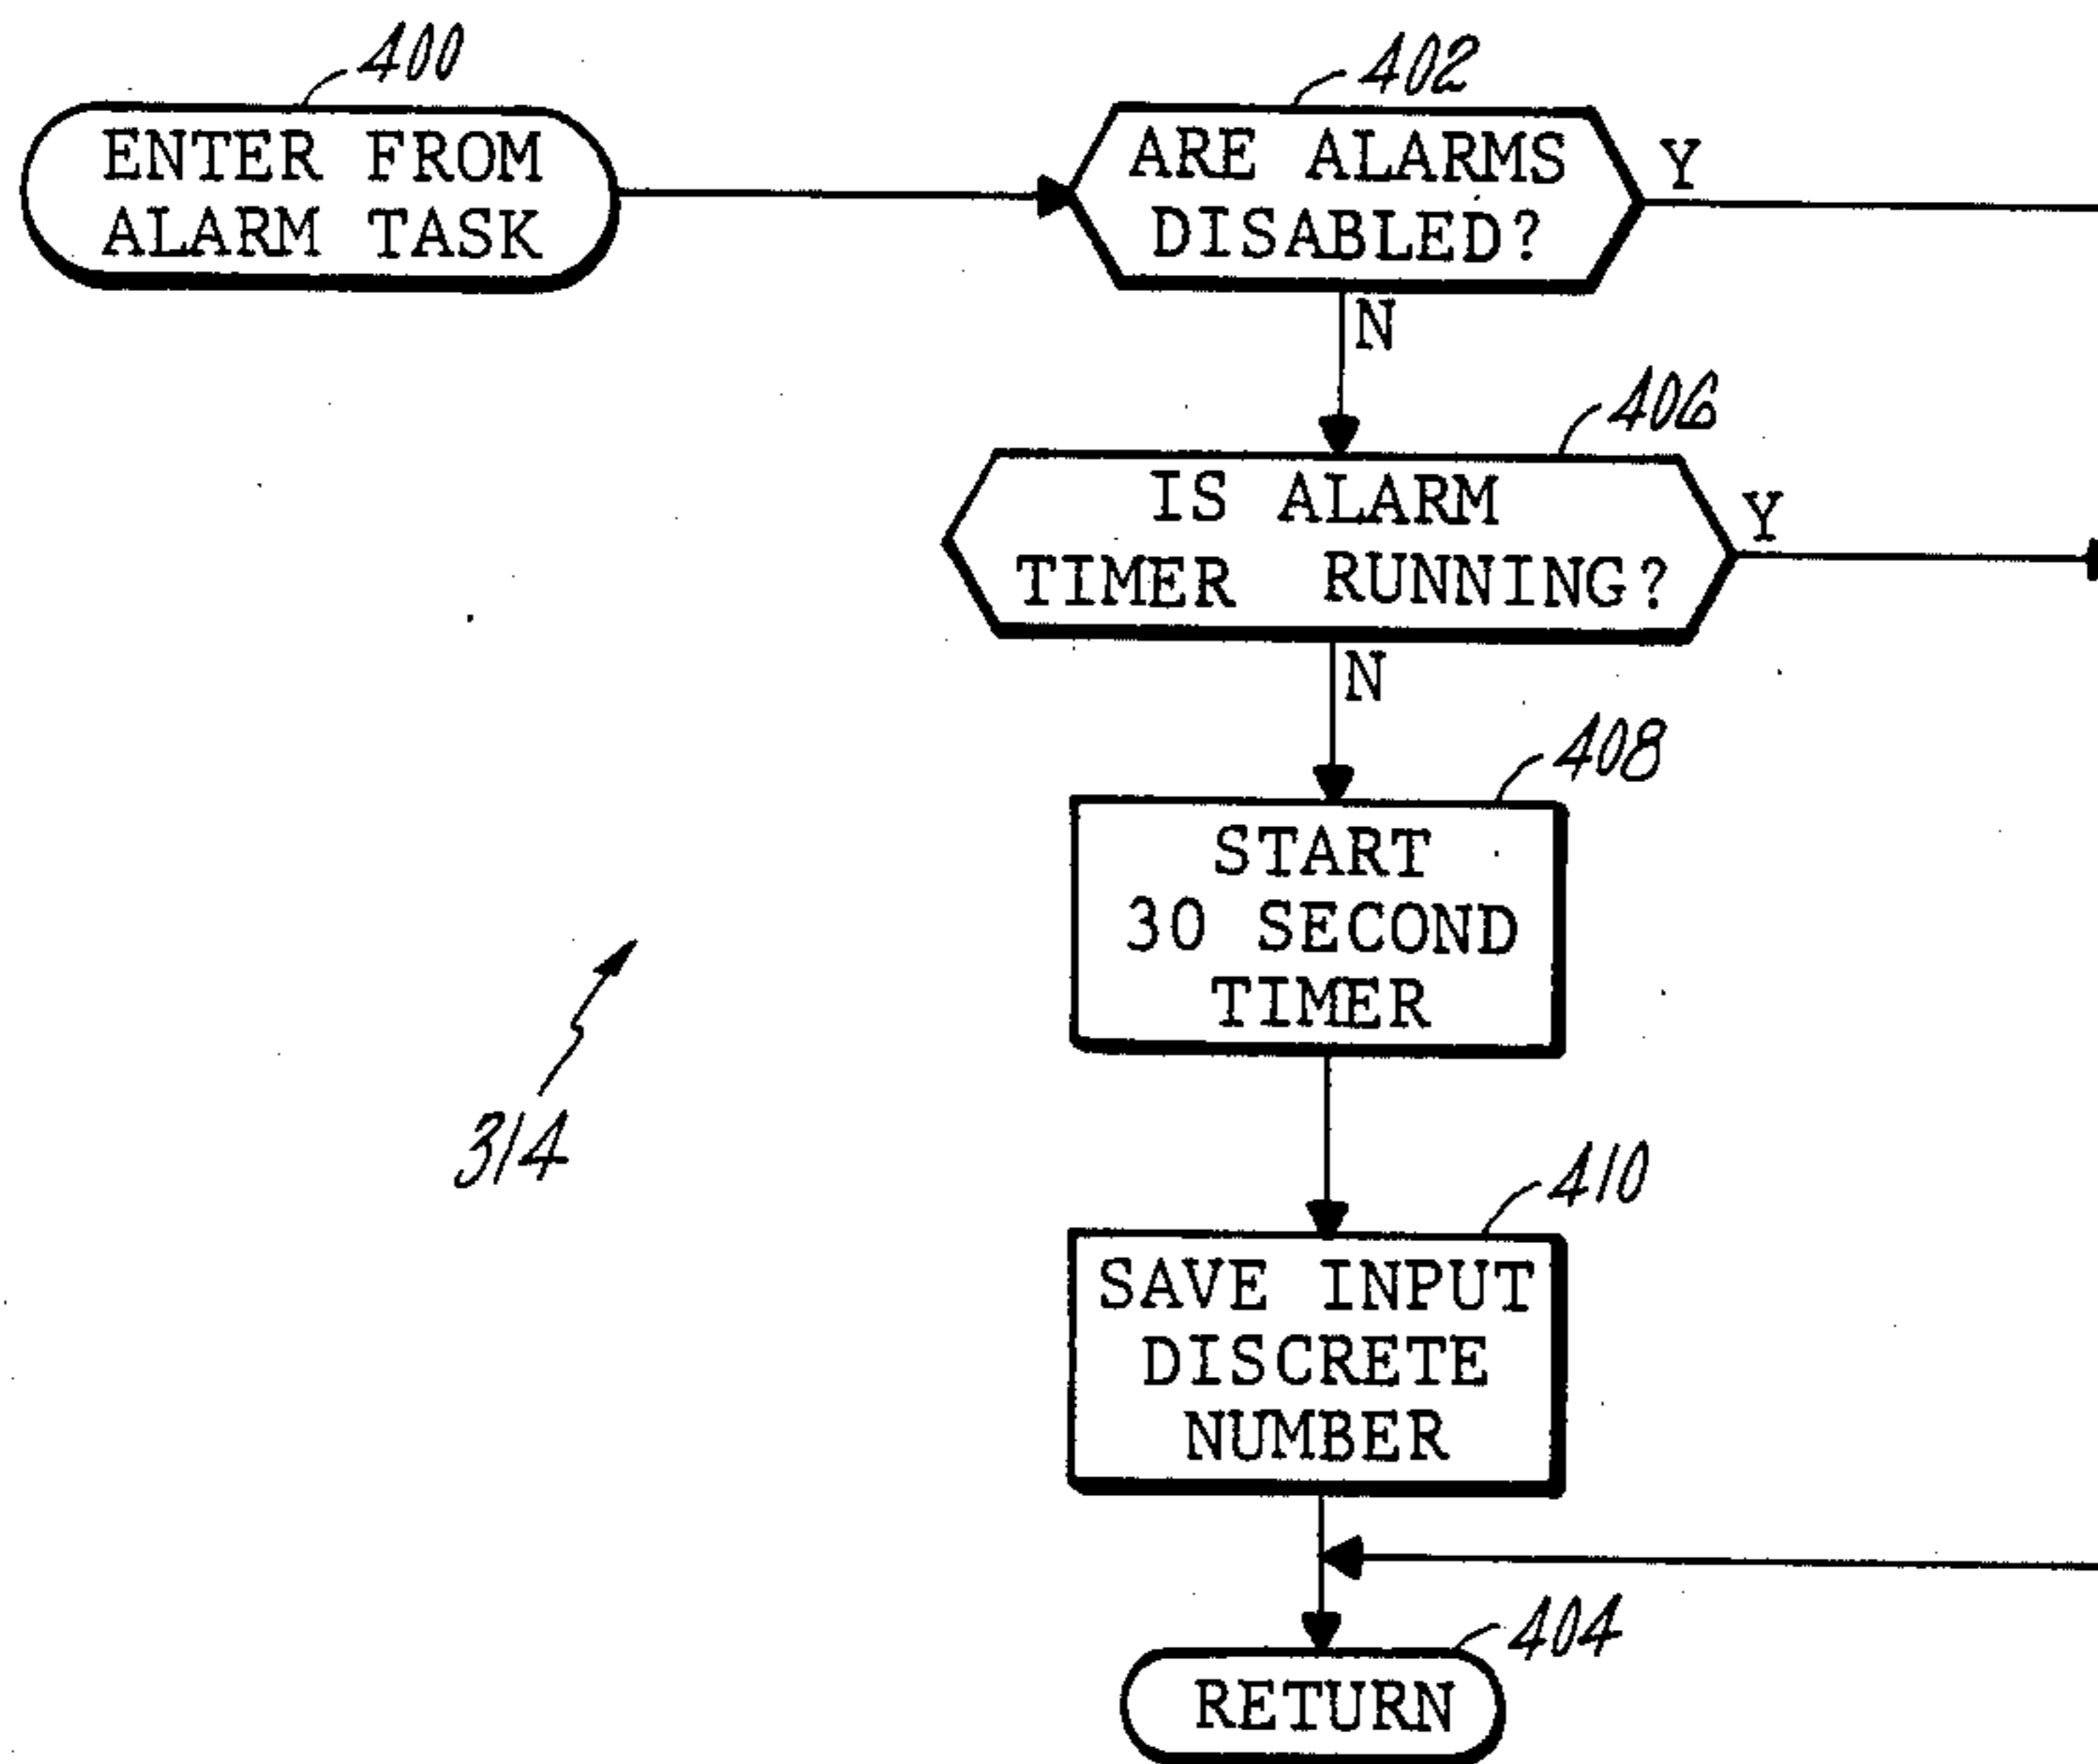 400
ENTER FROM
ALARM TASK
402
ARE ALARMS
DISABLED?
Y
N
406
IS ALARM
TIMER RUNNING?
Y
N
408
START
30 SECOND
TIMER
314
410
SAVE INPUT
DISCRETE
NUMBER
404
RETURN